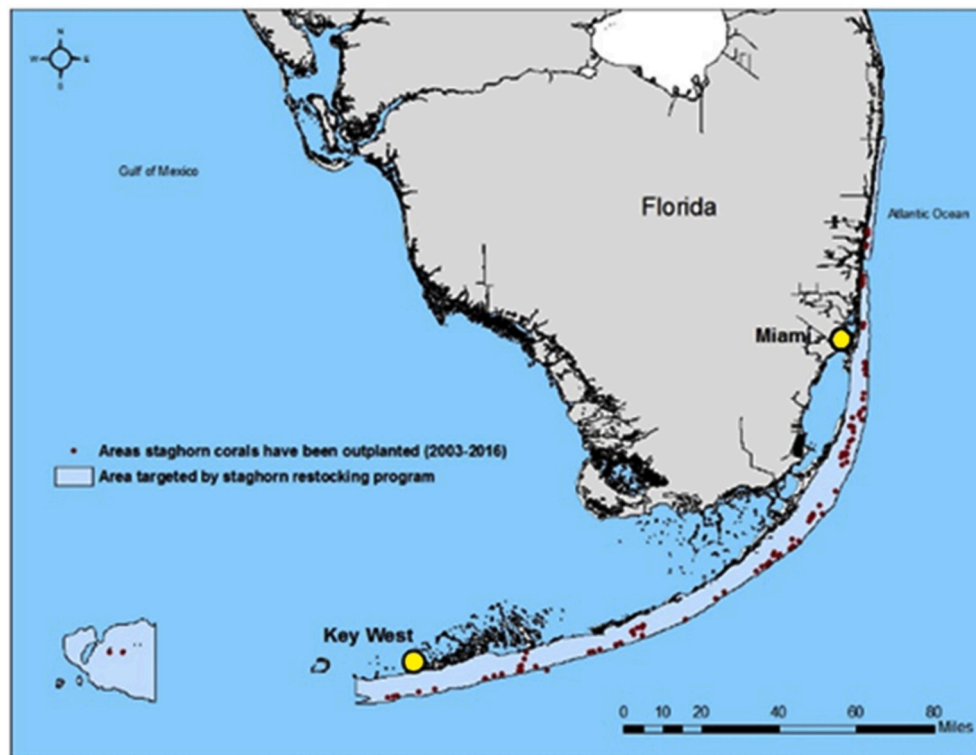 N
W E
S
Gulf of Mexico
Florida
Atlantic Ocean
Miami
Areas staghorn corals have been outplanted (2003-2016)
Area targeted by staghorn restocking program
Key West
0 5 10 20 40 60 80
Miles